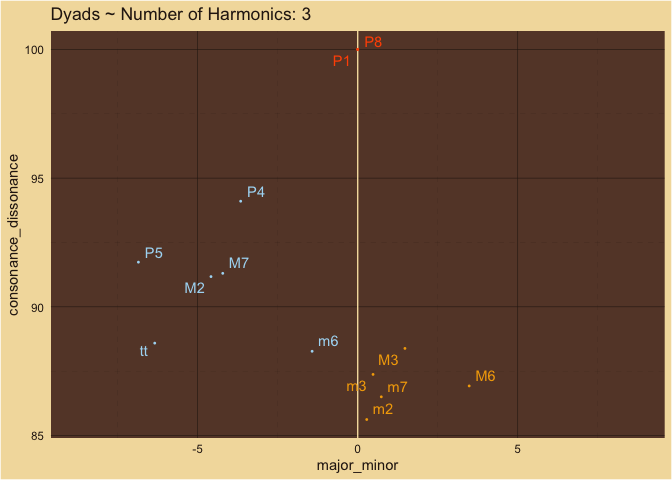 Dyads ~ Number of Harmonics: 3
consonance_dissonance
100
95
90
85
P8
P1
P4
P5
M7
M2
tt
m6
M3
M6
m3
m7
m2
-5
0
5
major_minor